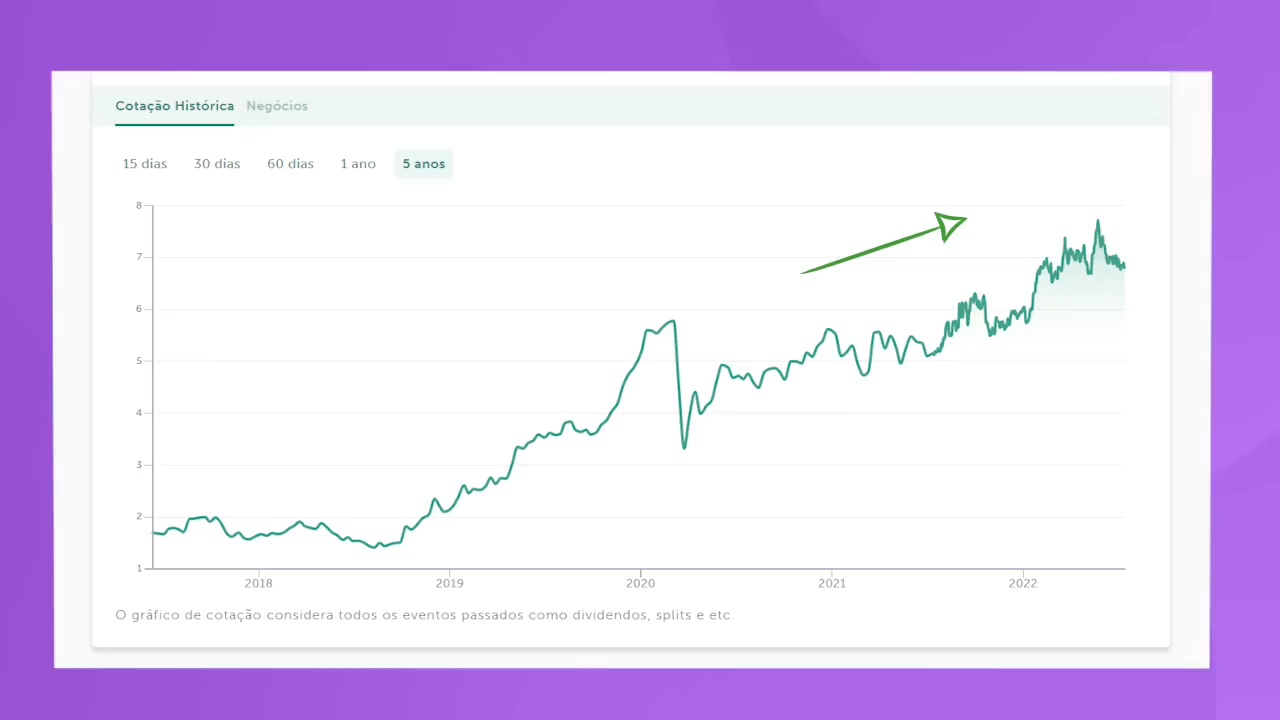 Cotação Histórica Negócios
15 dias 30 dias 60 dias 1 ano 5 anos
8
7
6
5
4
3
2
1
2018 2019 2020 2021 2022
O gráfico de cotação considera todos os eventos passados como dividendos, splits e etc.